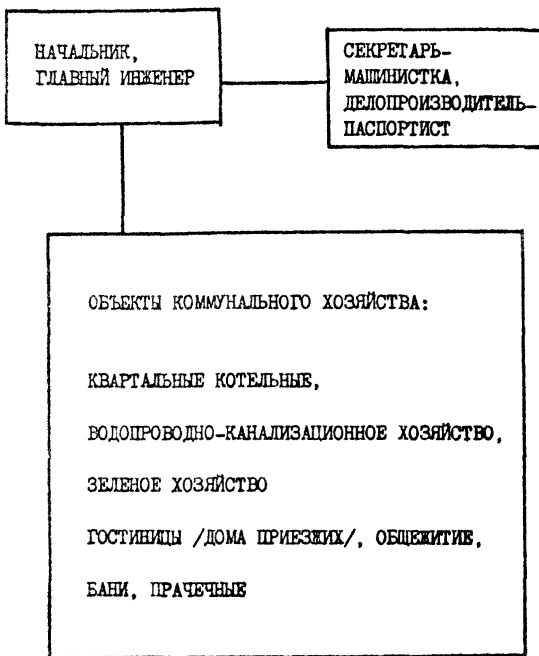 НАЧАЛЬНИК,
ГЛАВНЫЙ ИНЖЕНЕР
СЕКРЕТАРЬ-
МАШИНИСТКА,
ДЕЛОПРОИЗВОДИТЕЛЬ-
ПАСПОРТИСТ
ОБЪЕКТЫ КОММУНАЛЬНОГО ХОЗЯЙСТВА:
КВАРТАЛЬНЫЕ КОТЕЛЬНЫЕ,
ВОДОПРОВОДНО-КАНАЛИЗАЦИОННОЕ ХОЗЯЙСТВО,
ЗЕЛЕНОЕ ХОЗЯЙСТВО
ГОСТИНИЦЫ /ДОМА ПРИЕЗЖИХ/, ОБЩЕЖИТИЕ,
БАНИ, ПРАЧЕЧНЫЕ